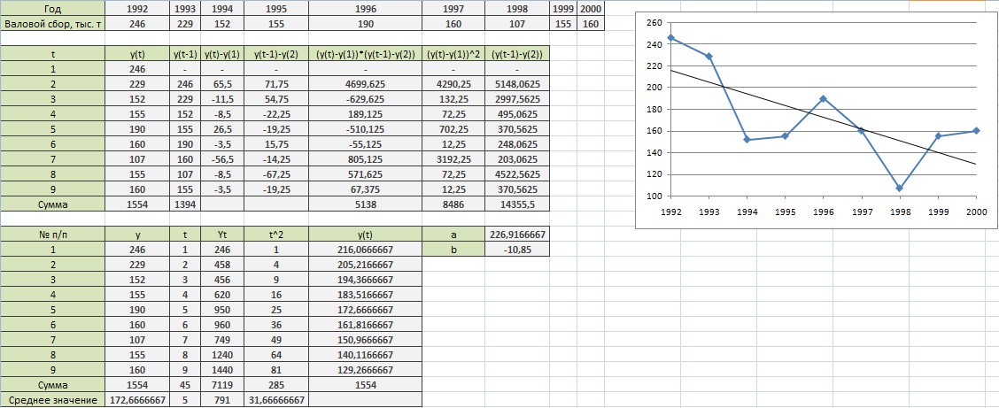 Год 1992 1993 1994 1995 1996 1997 1998 1999 2000
Валовой сбор, тыс. т 246 229 152 155 190 160 107 155 160
t y(t) y(t-1) y(t)-y(1) y(t-1)-y(2) (y(t)-y(1))*(y(t-1)-y(2)) (y(t)-y(1))^2 (y(t-1)-y(2))
1 246 - - - - - -
2 229 246 65,5 71,75 4699,625 4290,25 5148,0625
3 152 229 -11,5 54,75 -629,625 132,25 2997,5625
4 155 152 -8,5 -22,25 189,125 72,25 495,0625
5 190 155 26,5 -19,25 -510,125 702,25 370,5625
6 160 190 -3,5 15,75 -55,125 12,25 248,0625
7 107 160 -56,5 -14,25 805,125 3192,25 203,0625
8 155 107 -8,5 -67,25 571,625 72,25 4522,5625
9 160 155 -3,5 -19,25 67,375 12,25 370,5625
Сумма 1554 1394 5138 8486 14355,5
№ п/п y t Yt t^2 y(t) a 226,9166667
1 246 1 246 1 216,0666667 b -10,85
2 229 2 458 4 205,2166667
3 152 3 456 9 194,3666667
4 155 4 620 16 183,5166667
5 190 5 950 25 172,6666667
6 160 6 960 36 161,8166667
7 107 7 749 49 150,9666667
8 155 8 1240 64 140,1166667
9 160 9 1440 81 129,2666667
Сумма 1554 45 7119 285 1554
Среднее значение 172,6666667 5 791 31,66666667
260
240
220
200
180
160
140
120
100
1992 1993 1994 1995 1996 1997 1998 1999 2000